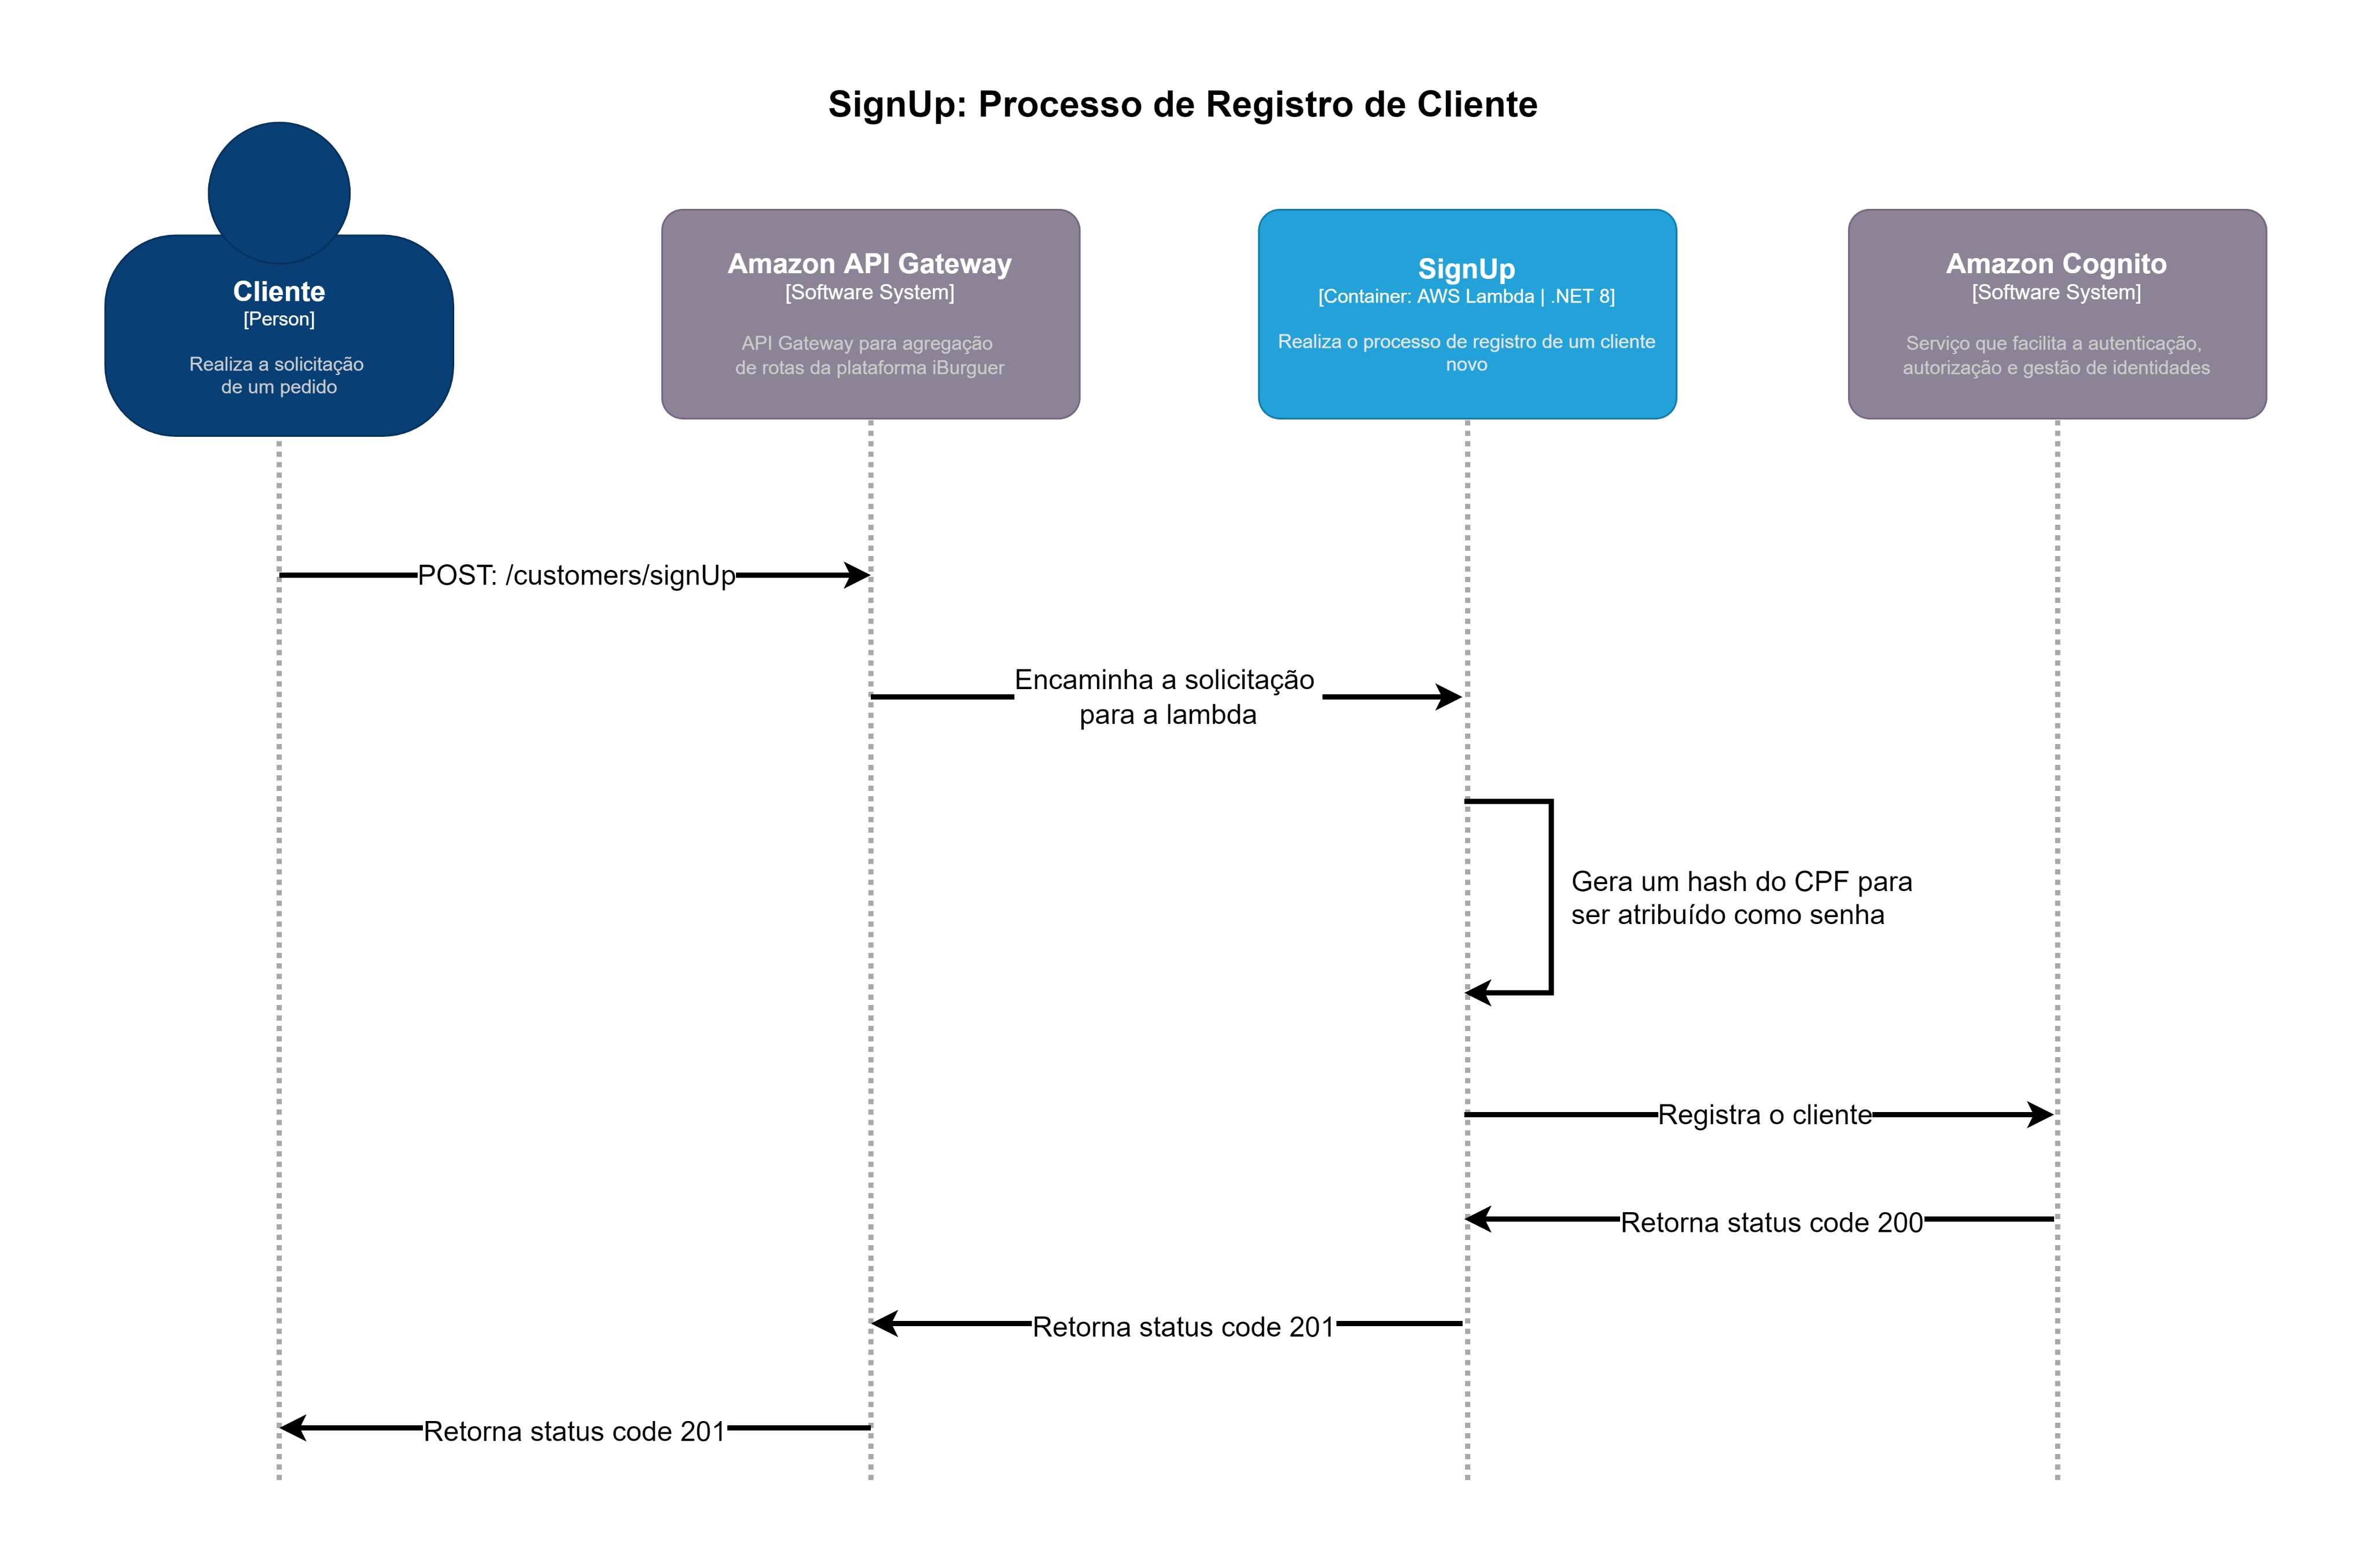 SignUp: Processo de Registro de Cliente
Cliente
[Person]
Realiza a solicitação
de um pedido
Amazon API Gateway
[Software System]
API Gateway para agregação
de rotas da plataforma iBurguer
SignUp
[Container: AWS Lambda | .NET 8]
Realiza o processo de registro de um cliente
novo
Amazon Cognito
[Software System]
Serviço que facilita a autenticação,
autorização e gestão de identidades
POST: /customers/signUp
Encaminha a solicitação
para a lambda
Gera um hash do CPF para
ser atribuído como senha
Registra o cliente
Retorna status code 200
Retorna status code 201
Retorna status code 201